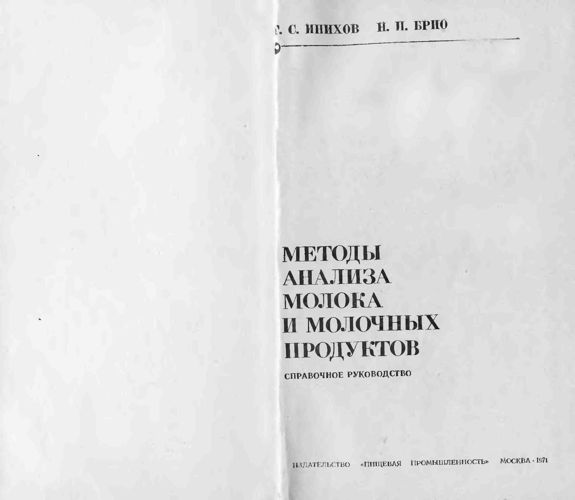 Г. С. ИНИХОВ Н. П. БРИО
МЕТОДЫ
АНАЛИЗА
МОЛОКА
И МОЛОЧНЫХ
ПРОДУКТОВ
СПРАВОЧНОЕ РУКОВОДСТВО
ИЗДАТЕЛЬСТВО «ПИЩЕВАЯ ПРОМЫШЛЕННОСТЬ» МОСКВА · 1971